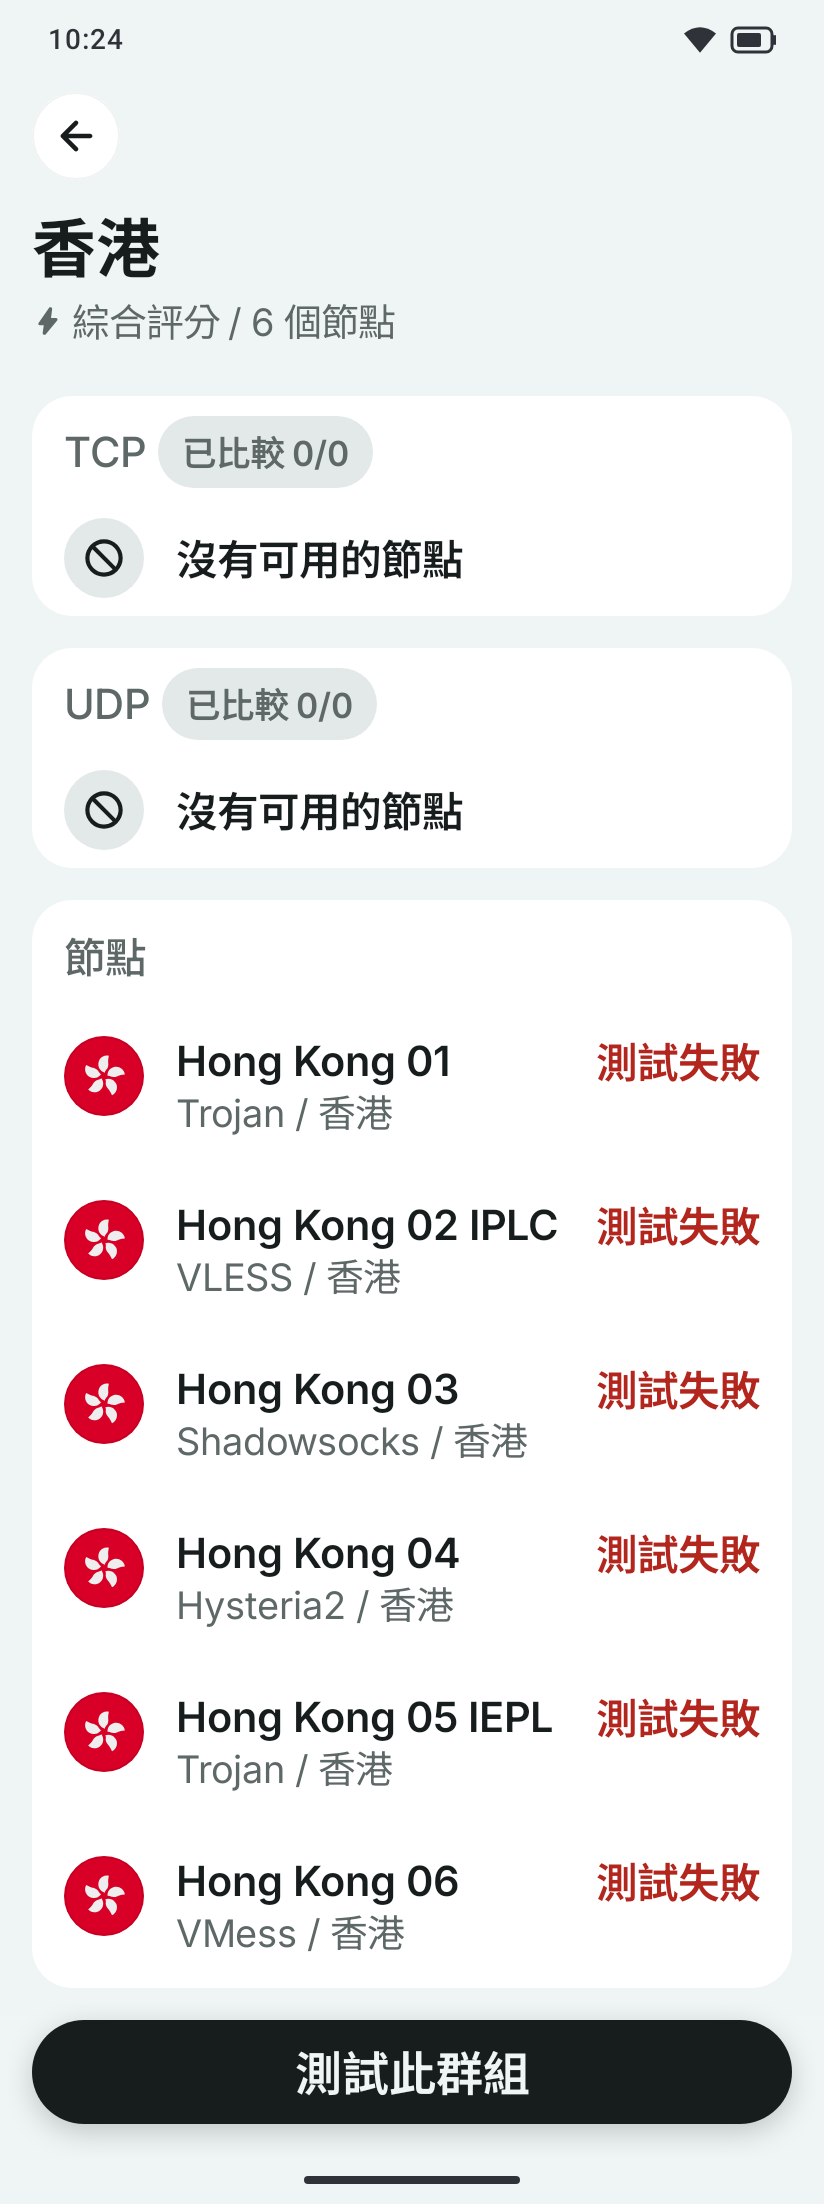 10:24
香港
綜合評分 / 6 個節點
TCP 已比較 0/0
沒有可用的節點
UDP 已比較 0/0
沒有可用的節點
節點
Hong Kong 01 測試失敗
Trojan / 香港
Hong Kong 02 IPLC 測試失敗
VLESS / 香港
Hong Kong 03 測試失敗
Shadowsocks / 香港
Hong Kong 04 測試失敗
Hysteria2 / 香港
Hong Kong 05 IEPL 測試失敗
Trojan / 香港
Hong Kong 06 測試失敗
VMess / 香港
測試此群組